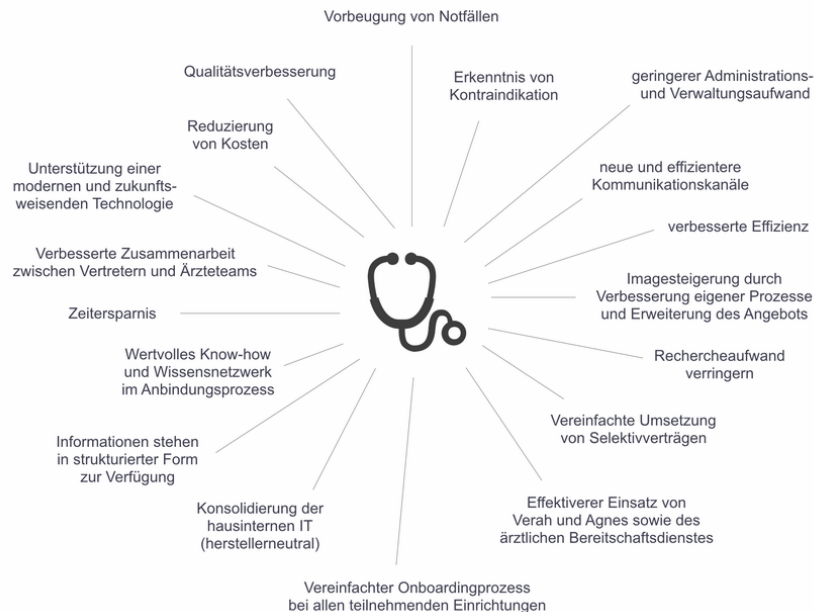 Vorbeugung von Notfällen
Qualitätsverbesserung
Erkenntnis von
Kontraindikation
geringerer Administrations-
und Verwaltungsaufwand
Reduzierung
von Kosten
Unterstützung einer
modernen und zukunfts-
weisenden Technologie
neue und effizientere
Kommunikationskanäle
verbesserte Effizienz
Verbesserte Zusammenarbeit
zwischen Vertretern und Ärzteteams
Imagesteigerung durch
Verbesserung eigener Prozesse
und Erweiterung des Angebots
Zeitersparnis
Wertvolles Know-how
und Wissensnetzwerk
im Anbindungsprozess
Rechercheaufwand
verringern
Vereinfachte Umsetzung
von Selektivverträgen
Informationen stehen
in strukturierter Form
zur Verfügung
Konsolidierung der
hausinternen IT
(herstellerneutral)
Effektiverer Einsatz von
Verah und Agnes sowie des
ärztlichen Bereitschaftsdienstes
Vereinfachter Onboardingprozess
bei allen teilnehmenden Einrichtungen